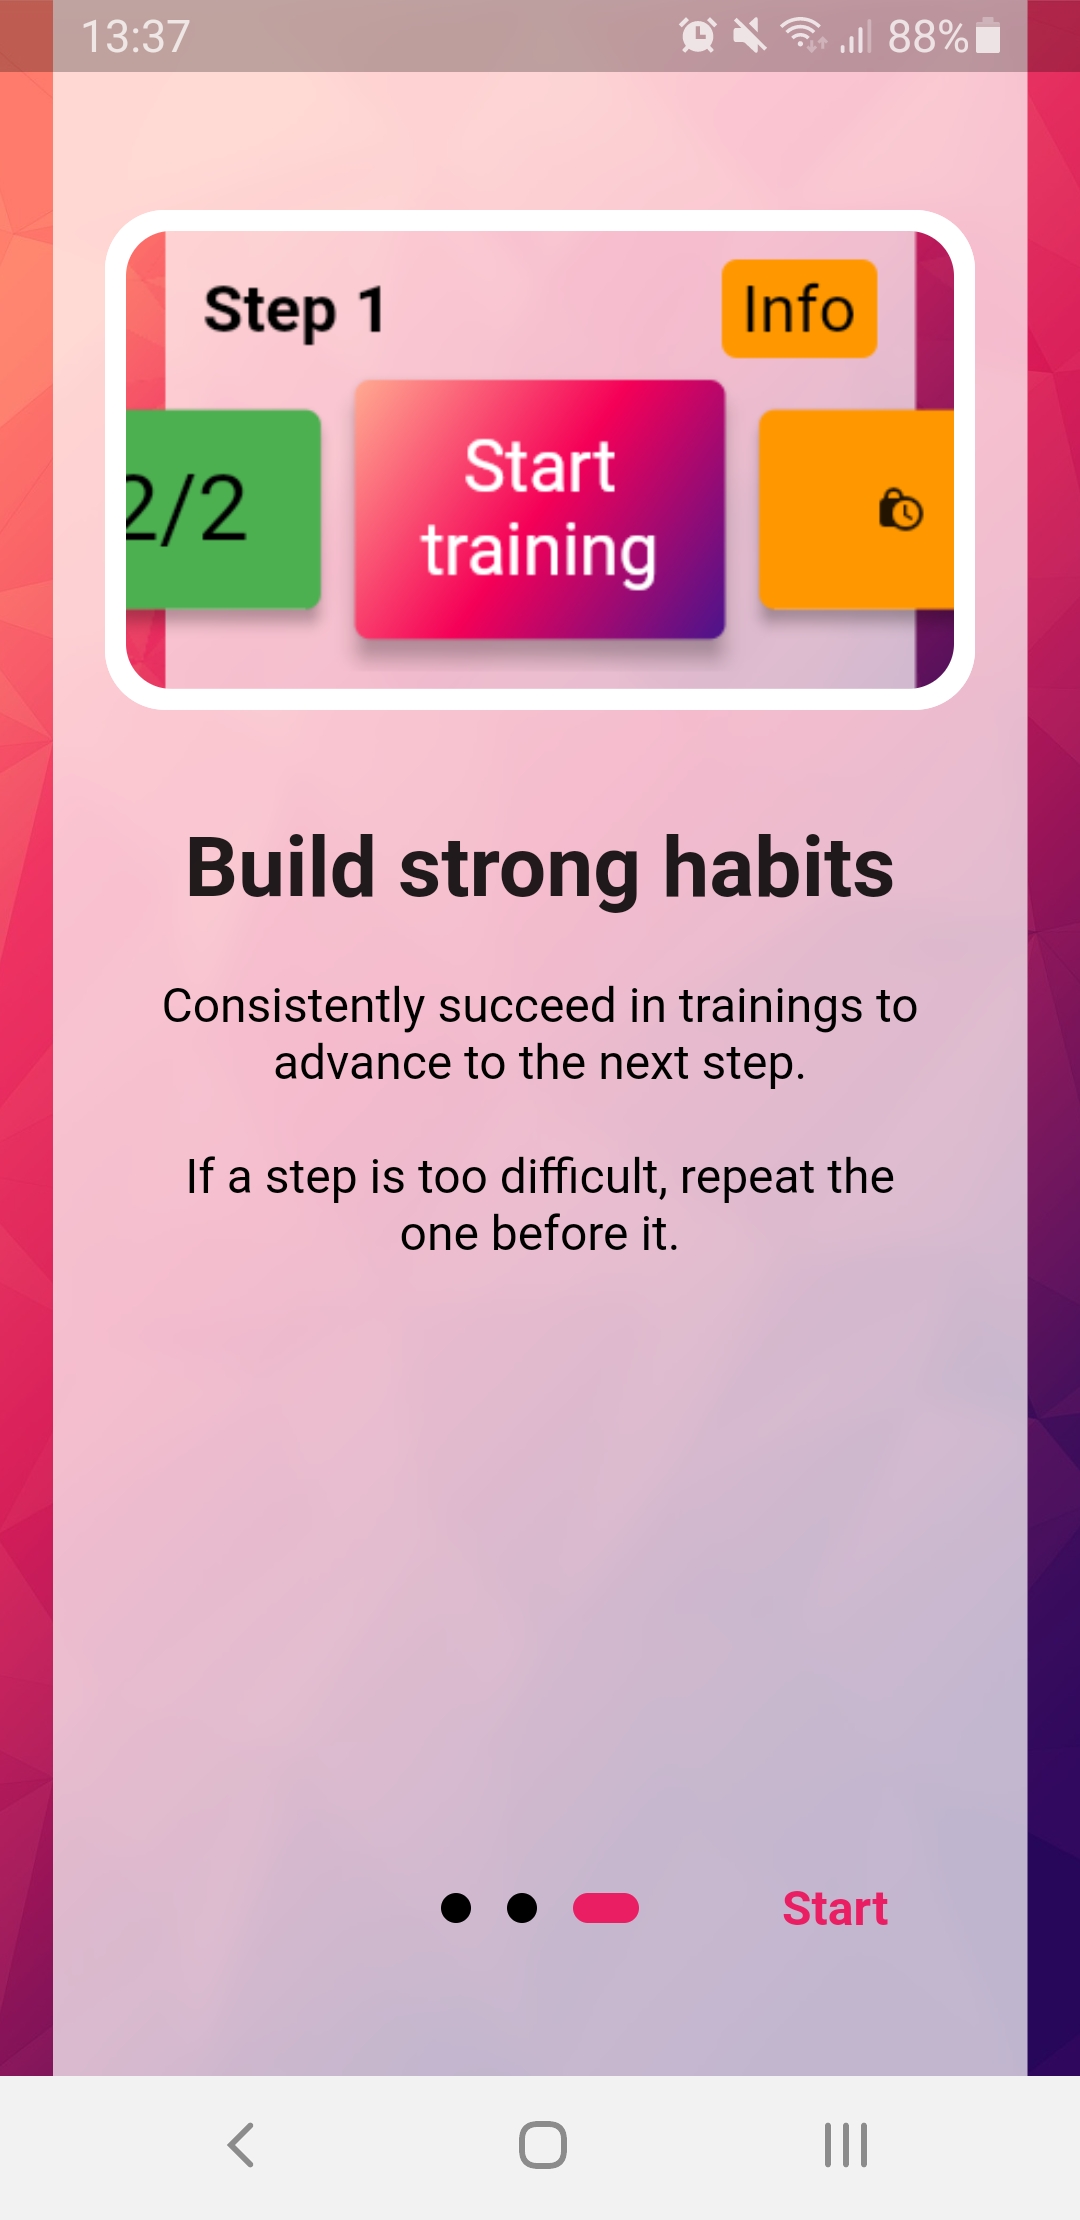 13:37
88%
Step 1
Info
2/2
Start
training
Build strong habits
Consistently succeed in trainings to
advance to the next step.
If a step is too difficult, repeat the
one before it.
Start